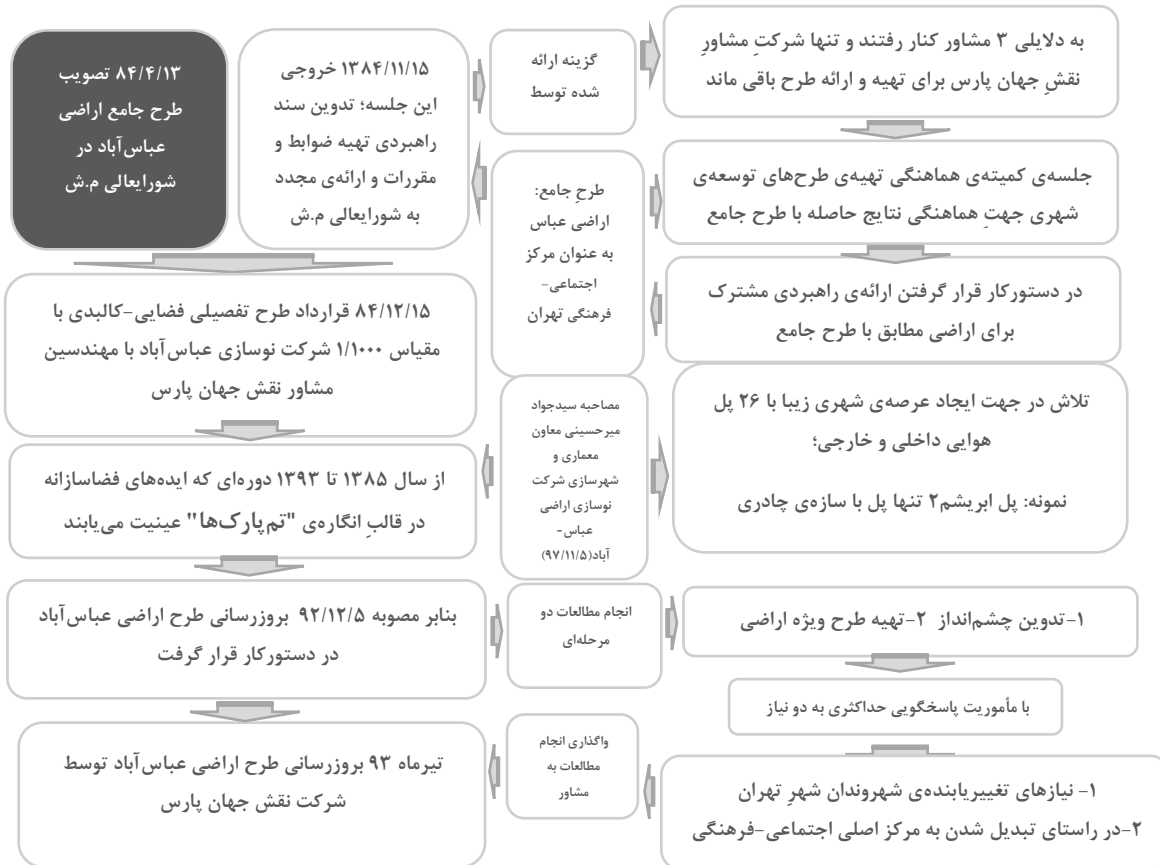 ۸۴/۴/۱۳ تصویب
طرح جامع اراضی
عباس‌آباد در
شورایعالی م.ش
۱۳۸۴/۱۱/۱۵ خروجی
این جلسه؛ تدوین سند
راهبردی تهیه ضوابط و
مقررات و ارائه‌ی مجدد
به شورایعالی م.ش
گزینه ارائه
شده توسط
به دلایلی ۳ مشاور کنار رفتند و تنها شرکتِ مشاورِ
نقشِ جهان پارس برای تهیه و ارائه طرح باقی ماند
جلسه‌ی کمیته‌ی هماهنگی تهیه‌ی طرح‌های توسعه‌ی
شهری جهتِ هماهنگی نتایج حاصله با طرح جامع
در دستورکار قرار گرفتن ارائه‌ی راهبردی مشترک
برای اراضی مطابق با طرح جامع
طرحِ جامع:
اراضی عباس
به عنوان مرکز
اجتماعی-
فرهنگی تهران
۸۴/۱۲/۱۵ قرارداد طرح تفصیلی فضایی-کالبدی با
مقیاس ۱/۱۰۰۰ شرکت نوسازی عباس‌آباد با مهندسین
مشاور نقش جهان پارس
از سال ۱۳۸۵ تا ۱۳۹۳ دوره‌ای که ایده‌های فضاسازانه
در قالبِ انگاره‌ی "تم‌پارک‌ها" عینیت می‌یابند
مصاحبه سیدجواد
میرحسینی معاون
معماری و
شهرسازی شرکت
نوسازی اراضی
عباس-
آباد(۹۷/۱۱/۵)
تلاش در جهت ایجاد عرصه‌ی شهری زیبا با ۲۶ پل
هوایی داخلی و خارجی؛
نمونه: پل ابریشم۲ تنها پل با سازه‌ی چادری
بنابر مصوبه ۹۲/۱۲/۵ بروزرسانی طرح اراضی عباس‌آباد
در دستورکار قرار گرفت
انجام مطالعات دو
مرحله‌ای
۱-تدوین چشم‌انداز ۲-تهیه طرح ویژه اراضی
با مأموریت پاسخگویی حداکثری به دو نیاز
۱- نیازهای تغییریابنده‌ی شهروندان شهرِ تهران
۲-در راستای تبدیل شدن به مرکز اصلی اجتماعی-فرهنگی
واگذاری انجام
مطالعات به
مشاور
تیرماه ۹۳ بروزرسانی طرح اراضی عباس‌آباد توسط
شرکت نقش جهان پارس